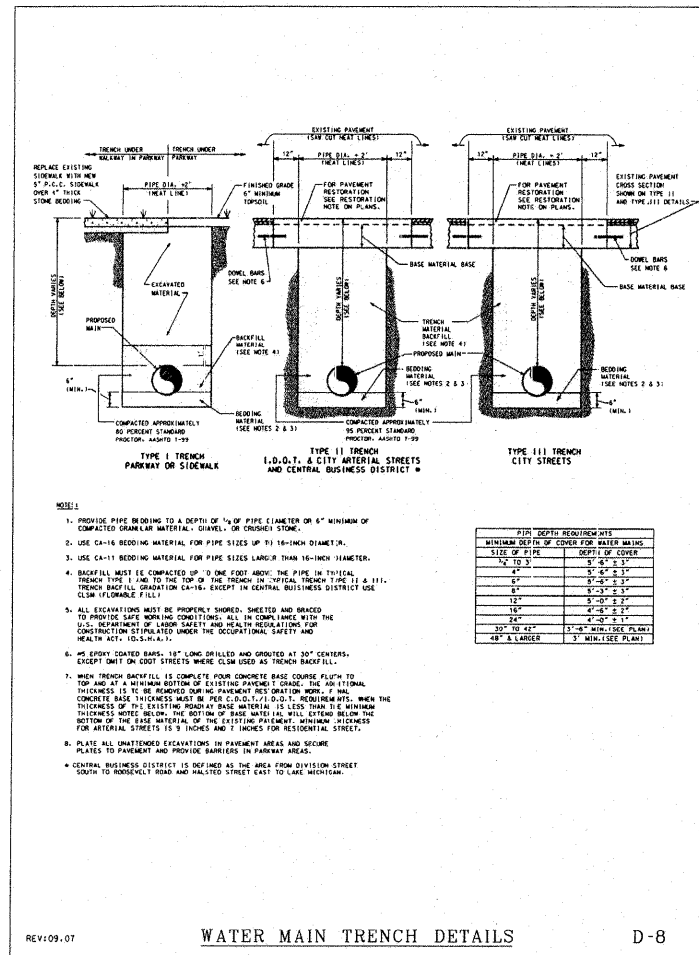 EXISTING PAVEMENT
(SAW CUT NEAT LINES)
EXISTING PAVEMENT
(SAW CUT NEAT LINES)
TRENCH UNDER
WALKWAY IN PARKWAY
TRENCH UNDER
PARKWAY
12"
PIPE DIA. + 2'
(NEAT LINE)
12"
12"
PIPE DIA. + 2'
(NEAT LINE)
12"
REPLACE EXISTING
SIDEWALK WITH NEW
5" P.C.C. SIDEWALK
OVER 4" THICK
STONE BEDDING
PIPE DIA. +2'
(NEAT LINE)
FINISHED GRADE
6" MINIMUM
TOPSOIL
FOR PAVEMENT
RESTORATION
SEE RESTORATION
NOTE ON PLANS.
FOR PAVEMENT
RESTORATION
SEE RESTORATION
NOTE ON PLANS.
EXISTING PAVEMENT
CROSS SECTION
SHOWN ON TYPE II
AND TYPE III DETAILS
DOWEL BARS
SEE NOTE 6
BASE MATERIAL BASE
DOWEL BARS
SEE NOTE 6
BASE MATERIAL BASE
DEPTH VARIES
(SEE BELOW)
EXCAVATED
MATERIAL
DEPTH VARIES
(SEE BELOW)
DEPTH VARIES
(SEE BELOW)
TRENCH
MATERIAL
BACKFILL
(SEE NOTE 4)
PROPOSED
MAIN
BACKFILL
MATERIAL
(SEE NOTE 4)
PROPOSED MAIN
BEDDING
MATERIAL
(SEE NOTES 2 & 3)
BEDDING
MATERIAL
(SEE NOTES 2 & 3)
6"
(MIN.)
6"
(MIN.)
6"
(MIN.)
COMPACTED APPROXIMATELY
80 PERCENT STANDARD
PROCTOR, AASHTO T-99
BEDDING
MATERIAL
(SEE NOTES 2 & 3)
COMPACTED APPROXIMATELY
95 PERCENT STANDARD
PROCTOR, AASHTO T-99
TYPE I TRENCH
PARKWAY OR SIDEWALK
TYPE II TRENCH
I.D.O.T. & CITY ARTERIAL STREETS
AND CENTRAL BUSINESS DISTRICT *
TYPE III TRENCH
CITY STREETS
NOTES:
1. PROVIDE PIPE BEDDING TO A DEPTH OF 1/8 OF PIPE DIAMETER OR 6" MINIMUM OF
COMPACTED GRANULAR MATERIAL, GRAVEL, OR CRUSHED STONE.
2. USE CA-16 BEDDING MATERIAL FOR PIPE SIZES UP TO 16-INCH DIAMETER.
3. USE CA-11 BEDDING MATERIAL FOR PIPE SIZES LARGER THAN 16-INCH DIAMETER.
4. BACKFILL MUST BE COMPACTED UP TO ONE FOOT ABOVE THE PIPE IN TYPICAL
TRENCH TYPE I AND TO THE TOP OF THE TRENCH IN TYPICAL TRENCH TYPE II & III.
TRENCH BACKFILL GRADATION CA-16, EXCEPT IN CENTRAL BUISINESS DISTRICT USE
CLSM (FLOWABLE FILL)
5. ALL EXCAVATIONS MUST BE PROPERLY SHORED, SHEETED AND BRACED
TO PROVIDE SAFE WORKING CONDITIONS, ALL IN COMPLIANCE WITH THE
U.S. DEPARTMENT OF LABOR SAFETY AND HEALTH REGULATIONS FOR
CONSTRUCTION STIPULATED UNDER THE OCCUPATIONAL SAFETY AND
HEALTH ACT. (O.S.H.A.).
6. #5 EPOXY COATED BARS, 18" LONG DRILLED AND GROUTED AT 30" CENTERS,
EXCEPT OMIT ON CDOT STREETS WHERE CLSM USED AS TRENCH BACKFILL.
7. WHEN TRENCH BACKFILL IS COMPLETE POUR CONCRETE BASE COURSE FLUSH TO
TOP AND AT A MINIMUM BOTTOM OF EXISTING PAVEMENT GRADE. THE ADDITIONAL
THICKNESS IS TO BE REMOVED DURING PAVEMENT RESTORATION WORK. FINAL
CONCRETE BASE THICKNESS MUST BE PER C.D.O.T./I.D.O.T. REQUIREMENTS. WHEN THE
THICKNESS OF THE EXISTING ROADWAY BASE MATERIAL IS LESS THAN THE MINIMUM
THICKNESS NOTED BELOW, THE BOTTOM OF BASE MATERIAL WILL EXTEND BELOW THE
BOTTOM OF THE BASE MATERIAL OF THE EXISTING PAVEMENT. MINIMUM THICKNESS
FOR ARTERIAL STREETS IS 9 INCHES AND 7 INCHES FOR RESIDENTIAL STREET.
8. PLATE ALL UNATTENDED EXCAVATIONS IN PAVEMENT AREAS AND SECURE
PLATES TO PAVEMENT AND PROVIDE BARRIERS IN PARKWAY AREAS.
* CENTRAL BUSINESS DISTRICT IS DEFINED AS THE AREA FROM DIVISION STREET
SOUTH TO ROOSEVELT ROAD AND HALSTED STREET EAST TO LAKE MICHIGAN.
PIPE DEPTH REQUIREMENTS
MINIMUM DEPTH OF COVER FOR WATER MAINS
SIZE OF PIPE DEPTH OF COVER
TO 3" 5'-6" ± 3"
4" 5'-6" ± 3"
6" 5'-5" ± 3"
8" 5'-3" ± 3"
12" 5'-0" ± 2"
16" 4'-6" ± 2"
24" 4'-0" ± 1"
30" TO 42" 3'-6" MIN.(SEE PLAN)
48" & LARGER 3' MIN.(SEE PLAN)
REV:09.07
WATER MAIN TRENCH DETAILS
D-8